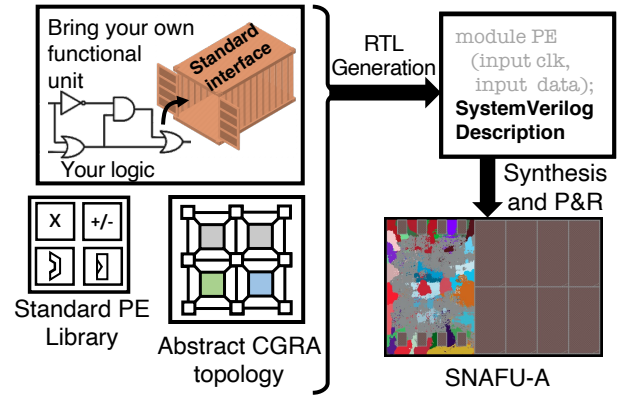 Bring your own
functional
unit
Standard
interface
Your logic
X
+/-
Standard PE
Library
Abstract CGRA
topology
RTL
Generation
module PE
(input clk,
input data);
SystemVerilog
Description
Synthesis
and P&R
SNAFU-A